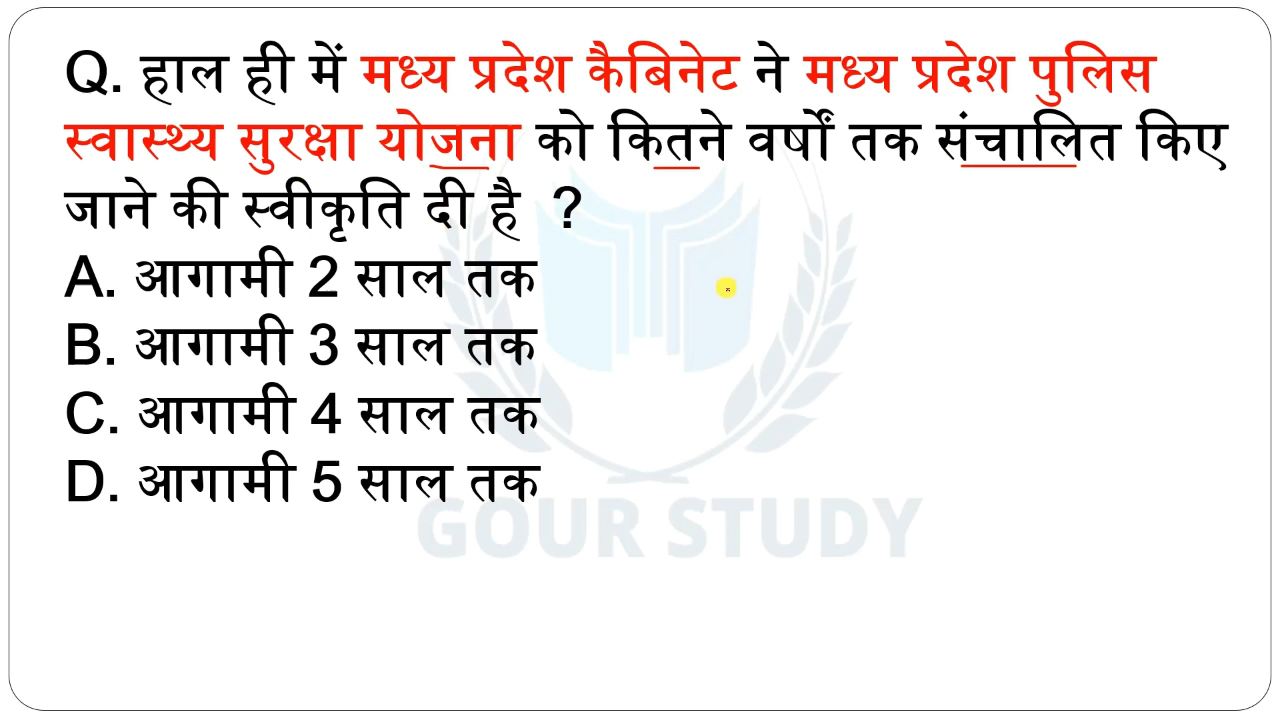 Q. हाल ही में मध्य प्रदेश कैबिनेट ने मध्य प्रदेश पुलिस
स्वास्थ्य सुरक्षा योजना को कितने वर्षों तक संचालित किए
जाने की स्वीकृति दी है ?
A. आगामी 2 साल तक
B. आगामी 3 साल तक
C. आगामी 4 साल तक
D. आगामी 5 साल तक
GOUR STUDY